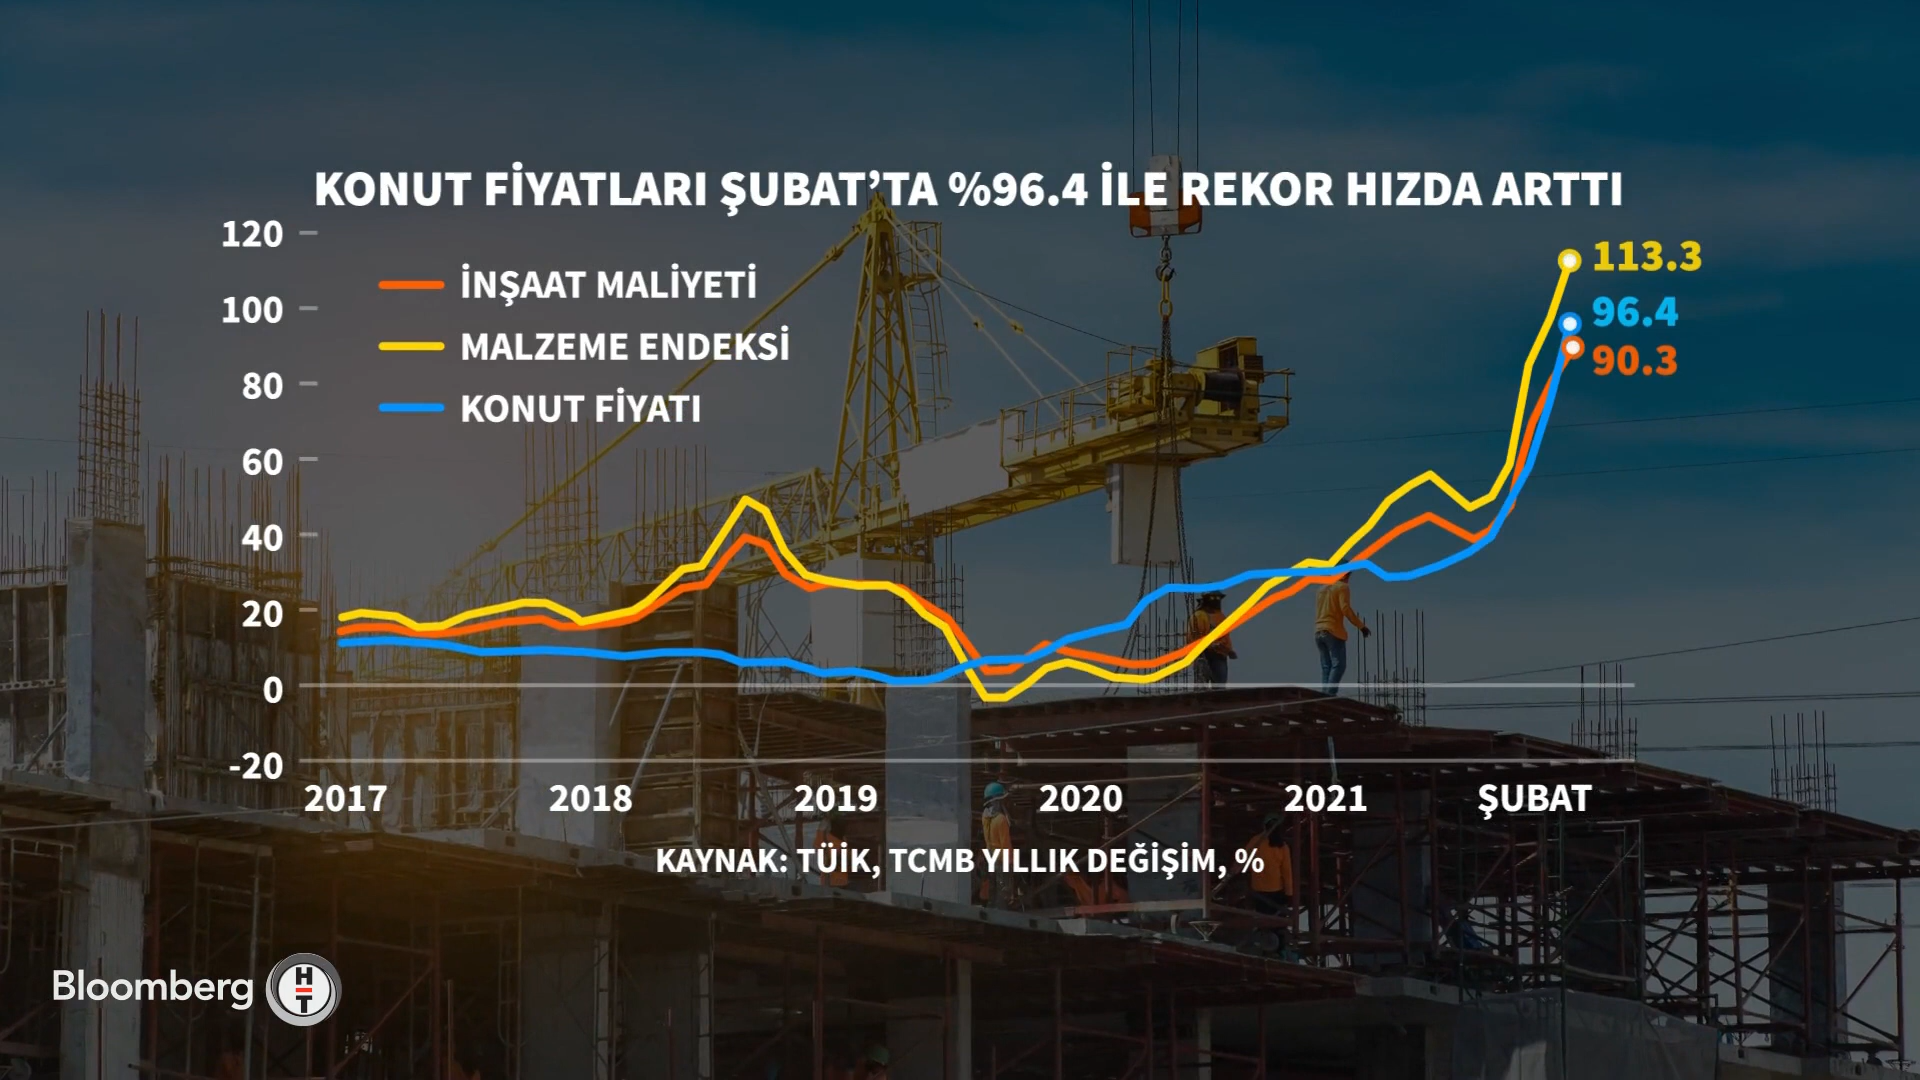 KONUT FİYATLARI ŞUBAT’TA %96.4 İLE REKOR HIZDA ARTTI
120
100
80
60
40
20
0
-20
İNŞAAT MALİYETİ
MALZEME ENDEKSİ
KONUT FİYATI
113.3
96.4
90.3
2017 2018 2019 2020 2021 ŞUBAT
KAYNAK: TÜİK, TCMB YILLIK DEĞİŞİM, %
Bloomberg HT